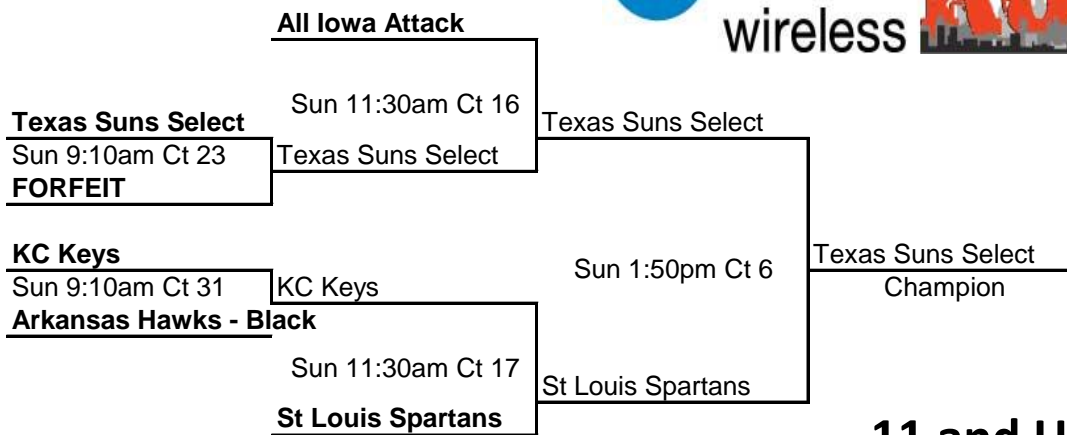 All Iowa Attack
wireless
Sun 11:30am Ct 16
Texas Suns Select
Texas Suns Select
Sun 9:10am Ct 23
Texas Suns Select
FORFEIT
KC Keys
Texas Suns Select
Sun 1:50pm Ct 6
Sun 9:10am Ct 31
KC Keys
Champion
Arkansas Hawks - Black
Sun 11:30am Ct 17
St Louis Spartans
St Louis Spartans
11 and